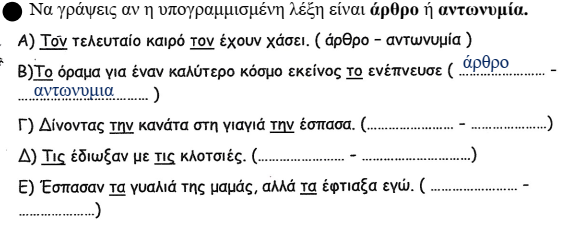 Να γράψεις αν η υπογραμμισμένη λέξη είναι άρθρο ή αντωνυμία.
Α) Τον τελευταίο καιρό τον έχουν χάσει. ( άρθρο – αντωνυμία )
Β)Το όραμα για έναν καλύτερο κόσμο εκείνος το ενέπνευσε ( άρθρο -
αντωνυμια )
Γ) Δίνοντας την κανάτα στη γιαγιά την έσπασα. (........................ - .....................)
Δ) Τις έδιωξαν με τις κλοτσιές. (........................ - ..............................)
Ε) Έσπασαν τα γυαλιά της μαμάς, αλλά τα έφτιαξα εγώ. ( ........................ -
.....................)